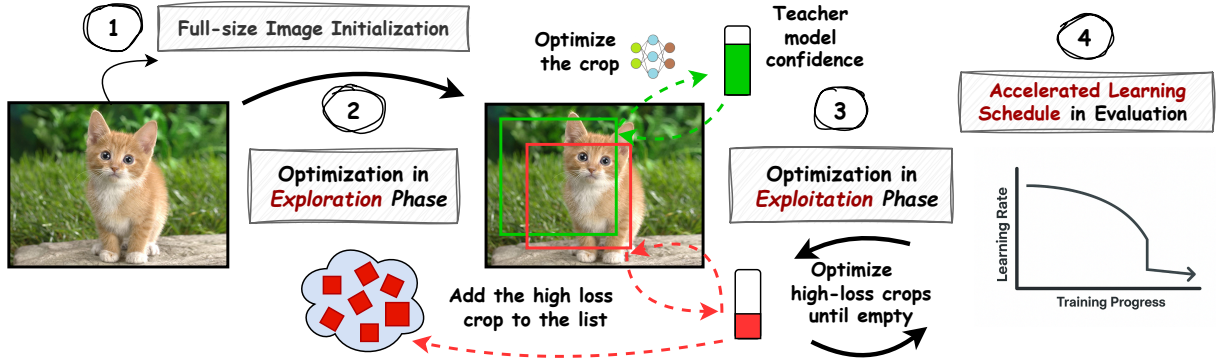 1
Full-size Image Initialization
2
Optimization in
Exploration Phase
Optimize
the crop
Teacher
model
confidence
Add the high loss
crop to the list
3
Optimization in
Exploitation Phase
Optimize
high-loss crops
until empty
4
Accelerated Learning
Schedule in Evaluation
Learning Rate
Training Progress